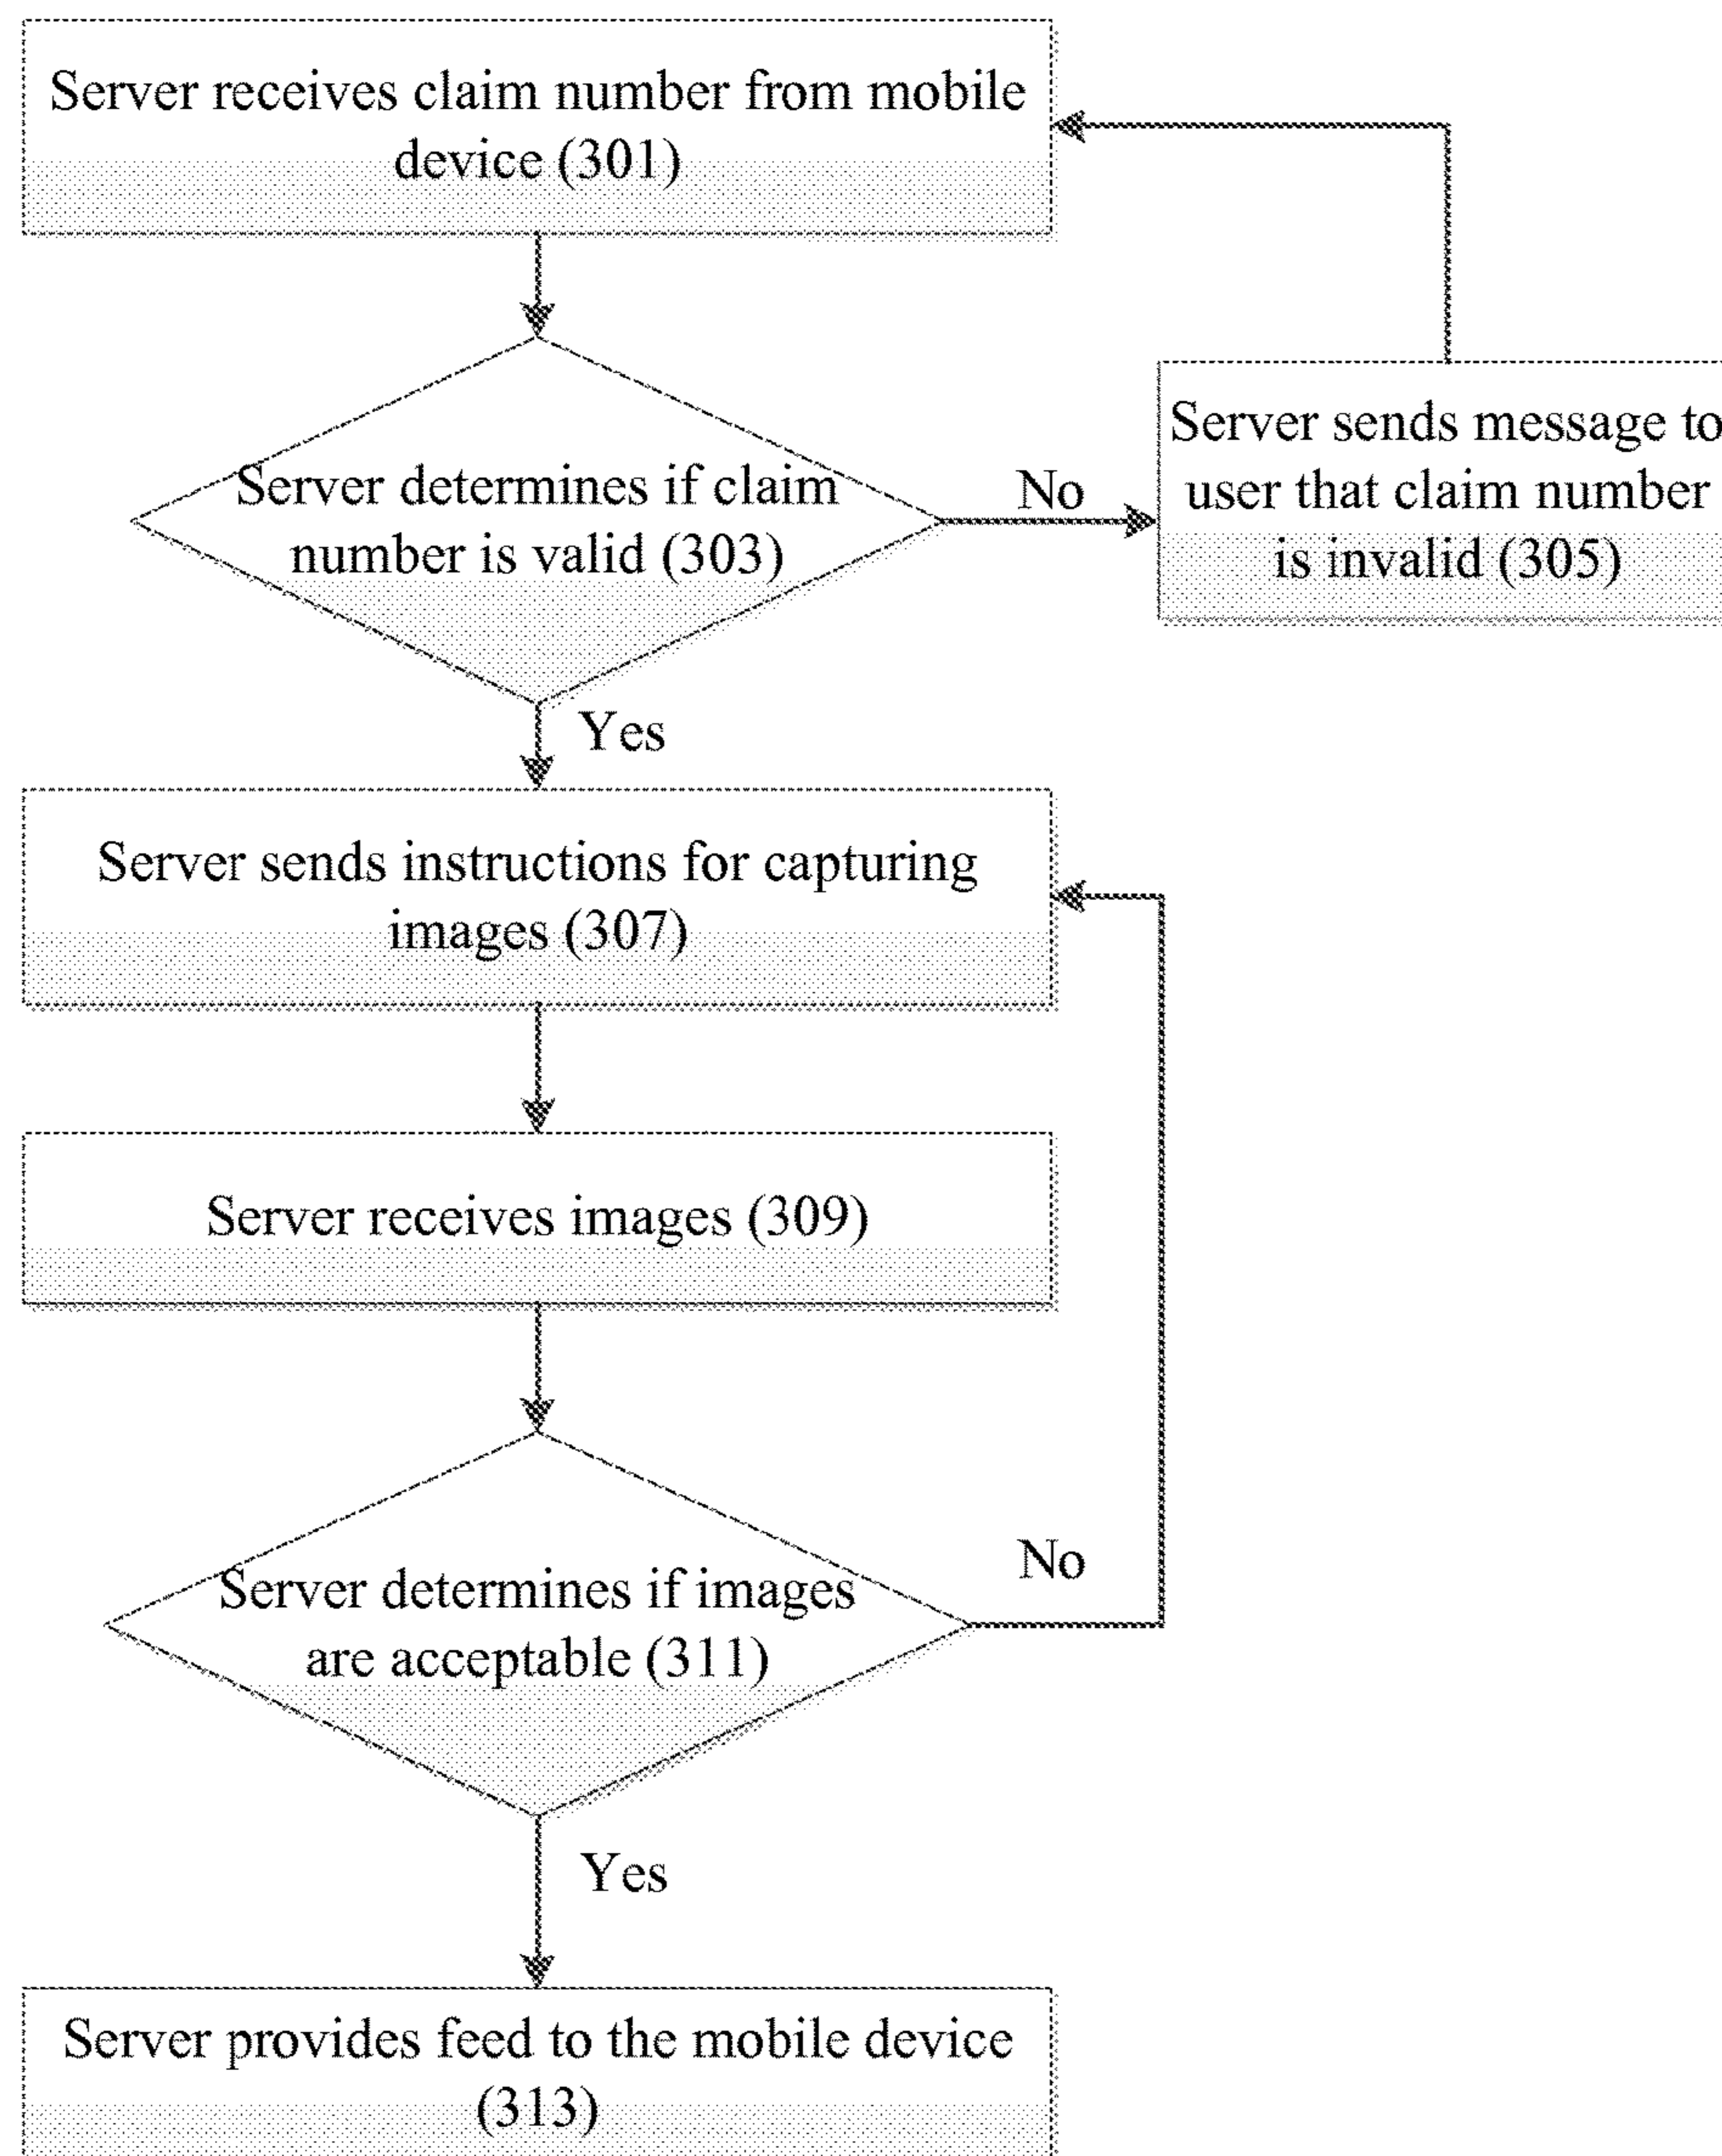 Server receives claim number from mobile
device (301)
Server determines if claim
number is valid (303)
No
Server sends message to
user that claim number
is invalid (305)
Yes
Server sends instructions for capturing
images (307)
Server receives images (309)
Server determines if images
are acceptable (311)
No
Yes
Server provides feed to the mobile device
(313)